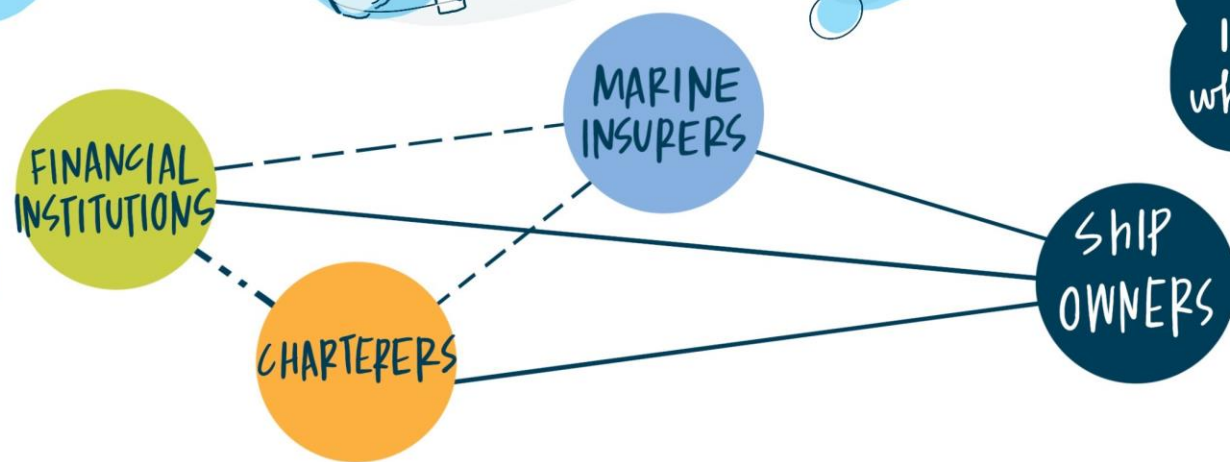 MARINE
INSURERS
FINANCIAL
INSTITUTIONS
ShIP
OWNERS
CHARTERERS